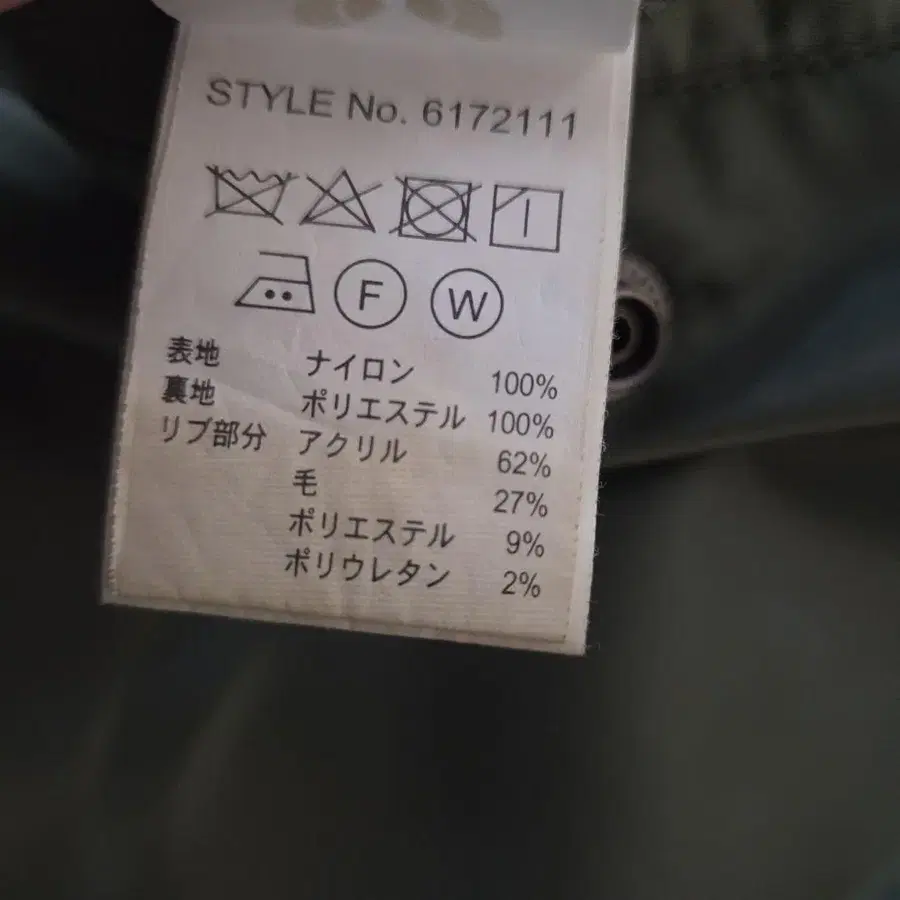 STYLE No. 6172111
F W
表地 ナイロン 100%
裏地 ポリエステル 100%
リブ部分 アクリル 62%
毛 27%
ポリエステル 9%
ポリウレタン 2%